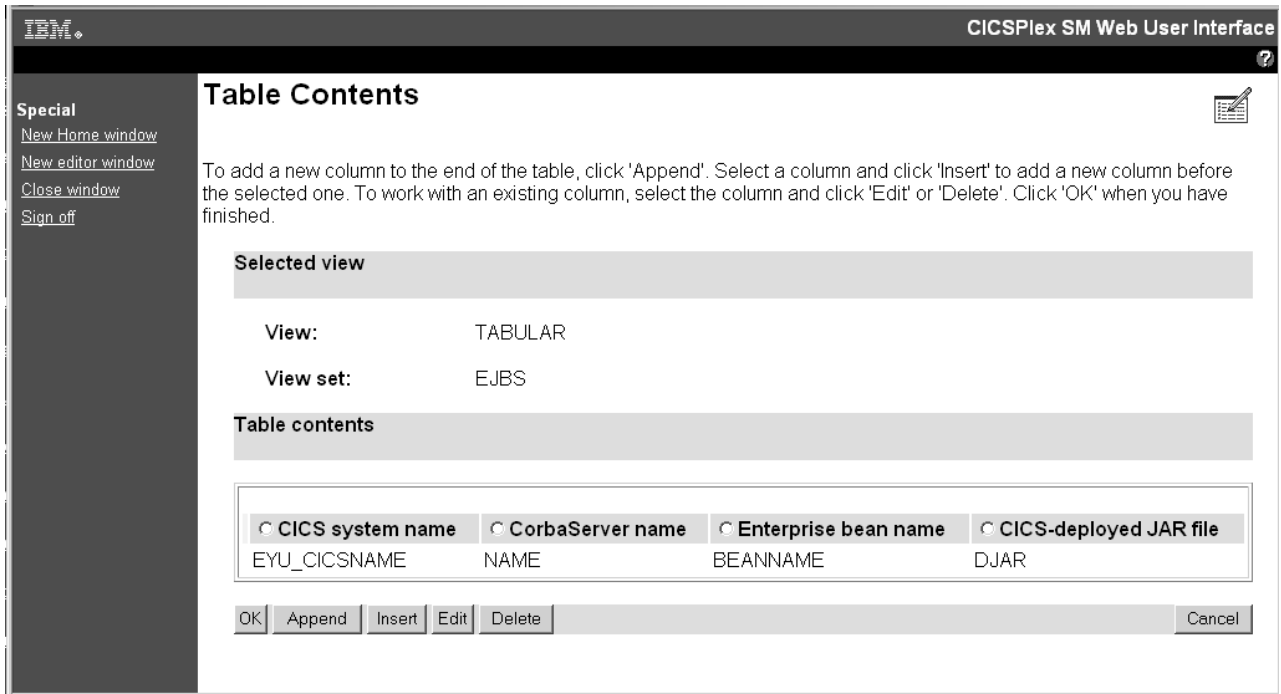 IBM.
CICSPlex SM Web User Interface
?
Special
New Home window
New editor window
Close window
Sign off
Table Contents
To add a new column to the end of the table, click 'Append'. Select a column and click 'Insert' to add a new column before
the selected one. To work with an existing column, select the column and click 'Edit' or 'Delete'. Click 'OK' when you have
finished.
Selected view
View: TABULAR
View set: EJBS
Table contents
CICS system name CorbaServer name Enterprise bean name CICS-deployed JAR file
EYU_CICSNAME NAME BEANNAME DJAR
OK Append Insert Edit Delete Cancel